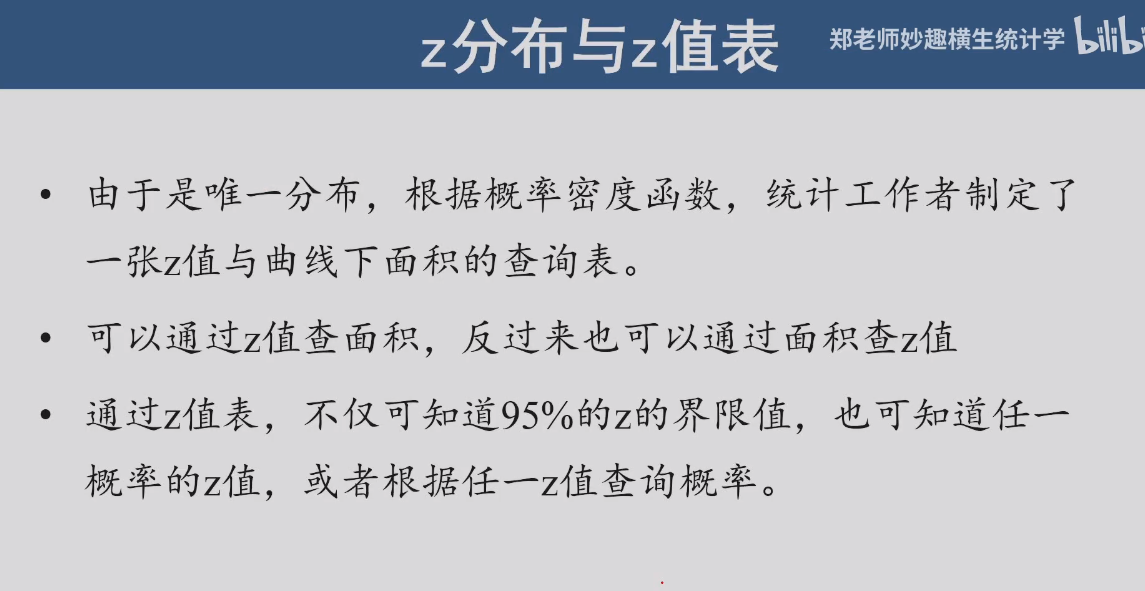 z分布与z值表
郑老师妙趣横生统计学 bilibi
• 由于是唯一分布，根据概率密度函数，统计工作者制定了
一张z值与曲线下面积的查询表。
• 可以通过z值查面积，反过来也可以通过面积查z值
• 通过z值表，不仅可知道95%的z的界限值，也可知道任一
概率的z值，或者根据任一z值查询概率。